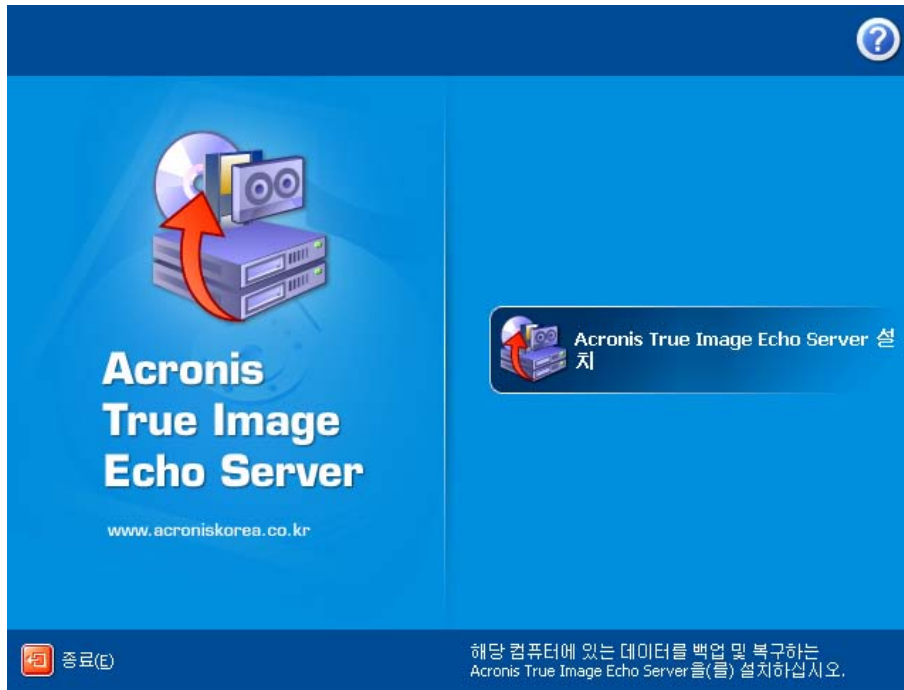 ?
Acronis True Image Echo Server 설
치
Acronis
True Image
Echo Server
www.acroniskorea.co.kr
종료(E)
해당 컴퓨터에 있는 데이터를 백업 및 복구하는
Acronis True Image Echo Server을(를) 설치하십시오.